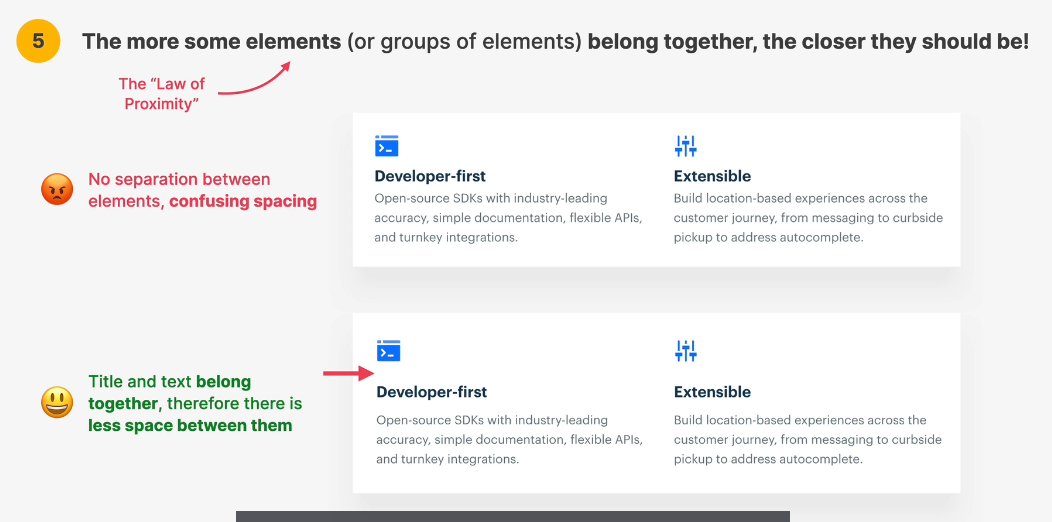 5
The more some elements (or groups of elements) belong together, the closer they should be!
The “Law of
Proximity”
No separation between
elements, confusing spacing
Developer-first
Open-source SDKs with industry-leading
accuracy, simple documentation, flexible APIs,
and turnkey integrations.
Extensible
Build location-based experiences across the
customer journey, from messaging to curbside
pickup to address autocomplete.
Title and text belong
together, therefore there is
less space between them
Developer-first
Open-source SDKs with industry-leading
accuracy, simple documentation, flexible APIs,
and turnkey integrations.
Extensible
Build location-based experiences across the
customer journey, from messaging to curbside
pickup to address autocomplete.